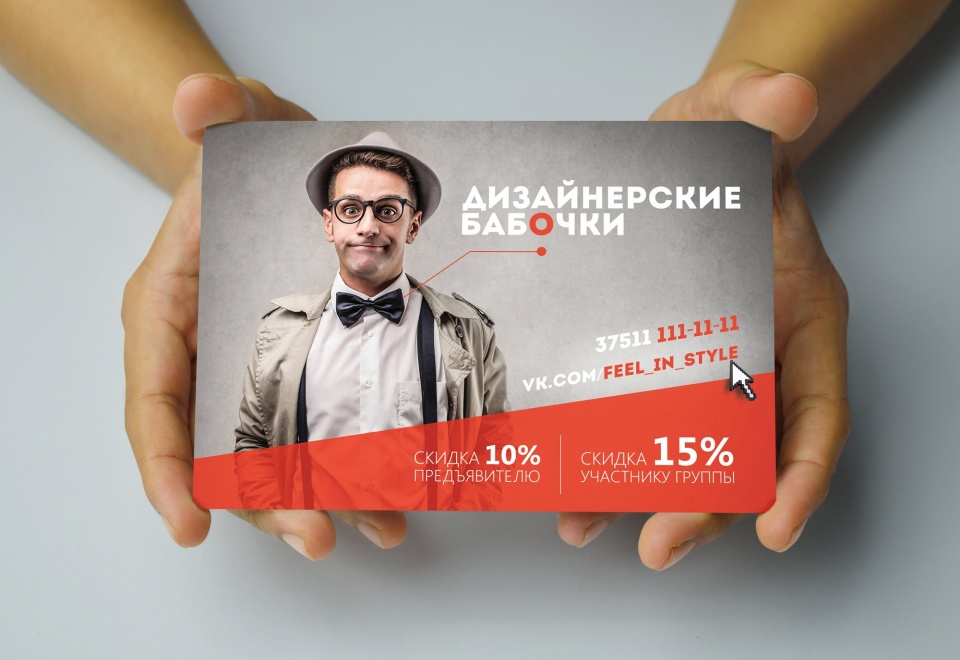 ДИЗАЙНЕРСКИЕ
БАБОЧКИ
37511 111-11-11
VK.COM/FEEL_IN_STYLE
СКИДКА 10%
ПРЕДЪЯВИТЕЛЮ
СКИДКА 15%
УЧАСТНИКУ ГРУППЫ